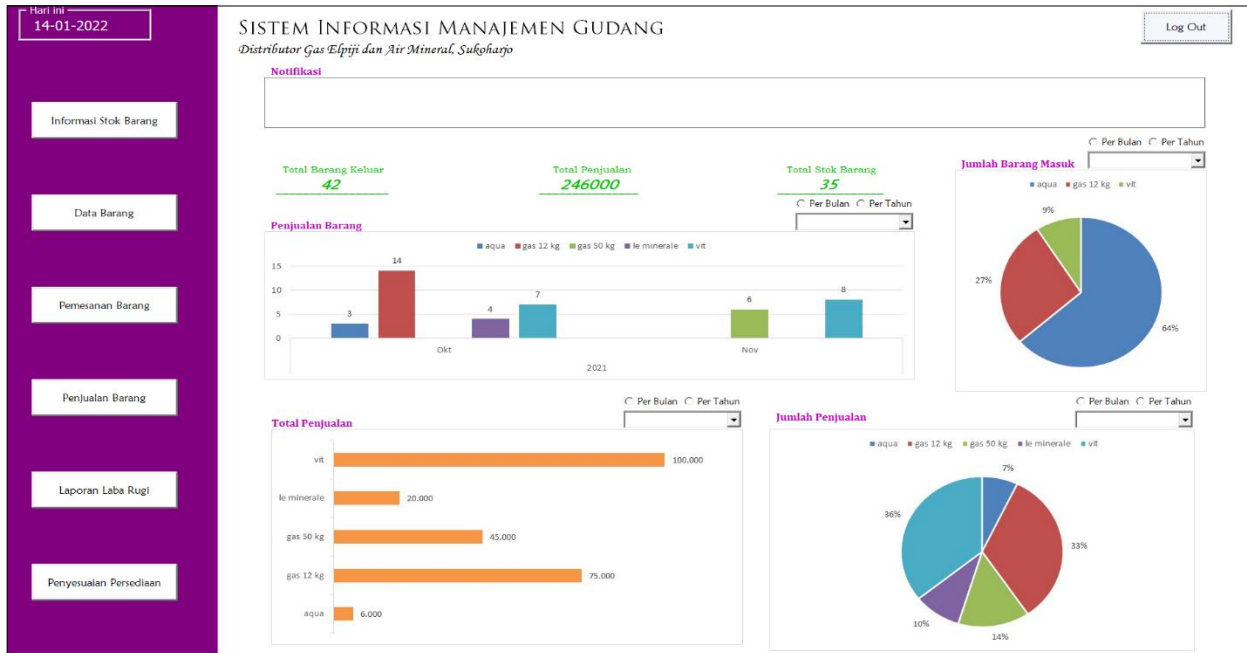 Hari ini
14-01-2022
Informasi Stok Barang
Data Barang
Pemesanan Barang
Penjualan Barang
Laporan Laba Rugi
Penyesuaian Persediaan
Sistem Informasi Manajemen Gudang
Distributor Gas Elpiji dan Air Mineral, Sukoharjo
Log Out
Notifikasi
Total Barang Keluar
42
Total Penjualan
246000
Total Stok Barang
35
Per Bulan Per Tahun
Penjualan Barang
aqua gas 12 kg gas 50 kg le minerale vit
15
10
5
0
3
14
4
7
6
8
Okt
Nov
2021
Per Bulan Per Tahun
Jumlah Barang Masuk
aqua gas 12 kg vit
9%
27%
64%
Per Bulan Per Tahun
Total Penjualan
vit 100.000
le minerale 20.000
gas 50 kg 45.000
gas 12 kg 75.000
aqua 6.000
Per Bulan Per Tahun
Jumlah Penjualan
aqua gas 12 kg gas 50 kg le minerale vit
7%
36%
33%
10%
14%